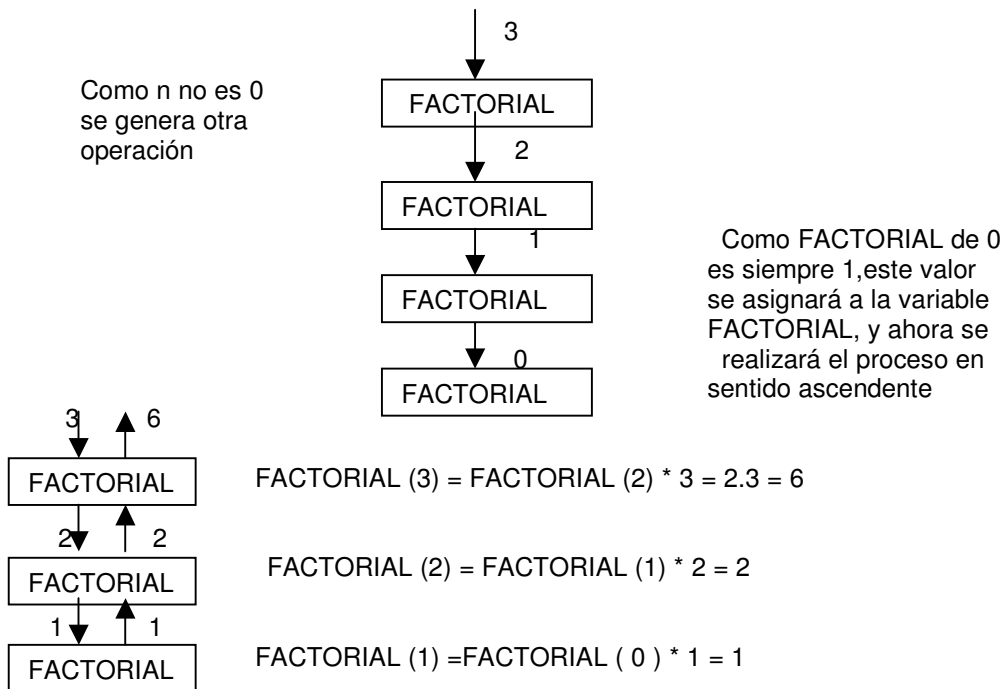 3
Como n no es 0
se genera otra
operación
FACTORIAL
2
FACTORIAL
1
FACTORIAL
0
FACTORIAL
Como FACTORIAL de 0
es siempre 1,este valor
se asignará a la variable
FACTORIAL, y ahora se
realizará el proceso en
sentido ascendente
3 6
FACTORIAL
FACTORIAL (3) = FACTORIAL (2) * 3 = 2.3 = 6
2 2
FACTORIAL
FACTORIAL (2) = FACTORIAL (1) * 2 = 2
1 1
FACTORIAL
FACTORIAL (1) =FACTORIAL ( 0 ) * 1 = 1